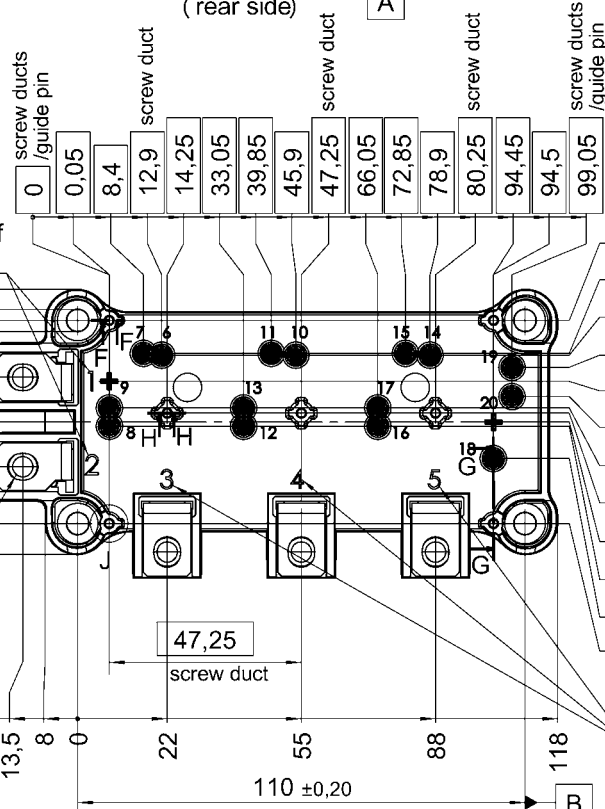 ( rear side)
A
screw ducts
/guide pin
screw duct
screw duct
screw duct
screw ducts
/guide pin
0
0,05
8,4
12,9
14,25
33,05
39,85
45,9
47,25
66,05
72,85
78,9
80,25
94,45
94,5
99,05
f
F
F
7
6
11
10
15
14
19
1
9
13
17
20
8
H
H
12
16
18
2
G
3
4
5
J
G
47,25
screw duct
13,5
8
0
22
55
88
118
110 ±0,20
B